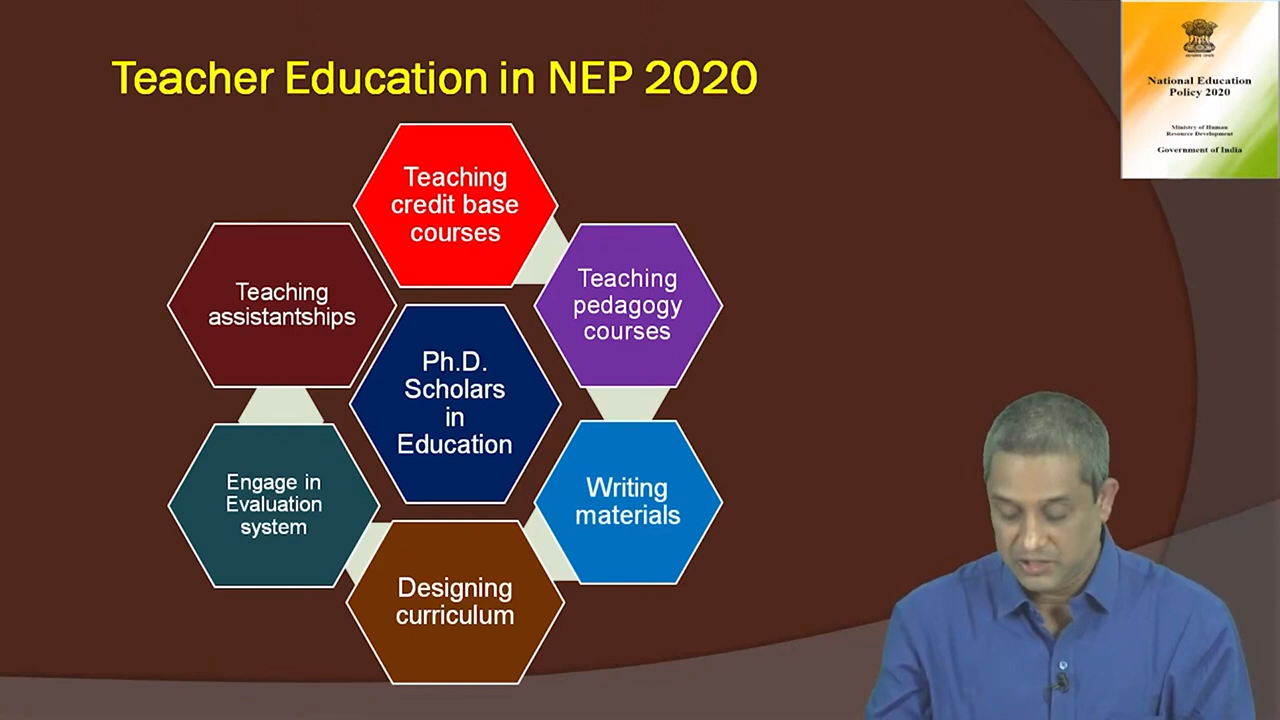 Teacher Education in NEP 2020
National Education
Policy 2020
Ministry of Human
Resource Development
Government of India
Teaching
credit base
courses
Teaching
pedagogy
courses
Writing
materials
Designing
curriculum
Engage in
Evaluation
system
Teaching
assistantships
Ph.D.
Scholars
in
Education